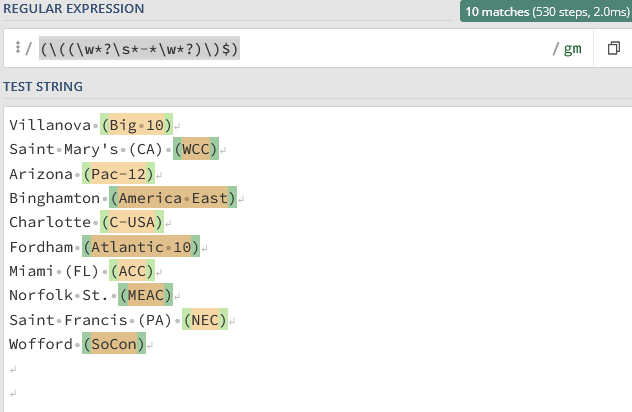 REGULAR EXPRESSION
10 matches (530 steps, 2.0ms)
/ (\((\w*?\s*-*\w*?)\)$) / gm
TEST STRING
Villanova (Big 10)
Saint Mary's (CA) (WCC)
Arizona (Pac-12)
Binghamton (America East)
Charlotte (C-USA)
Fordham (Atlantic 10)
Miami (FL) (ACC)
Norfolk St. (MEAC)
Saint Francis (PA) (NEC)
Wofford (SoCon)